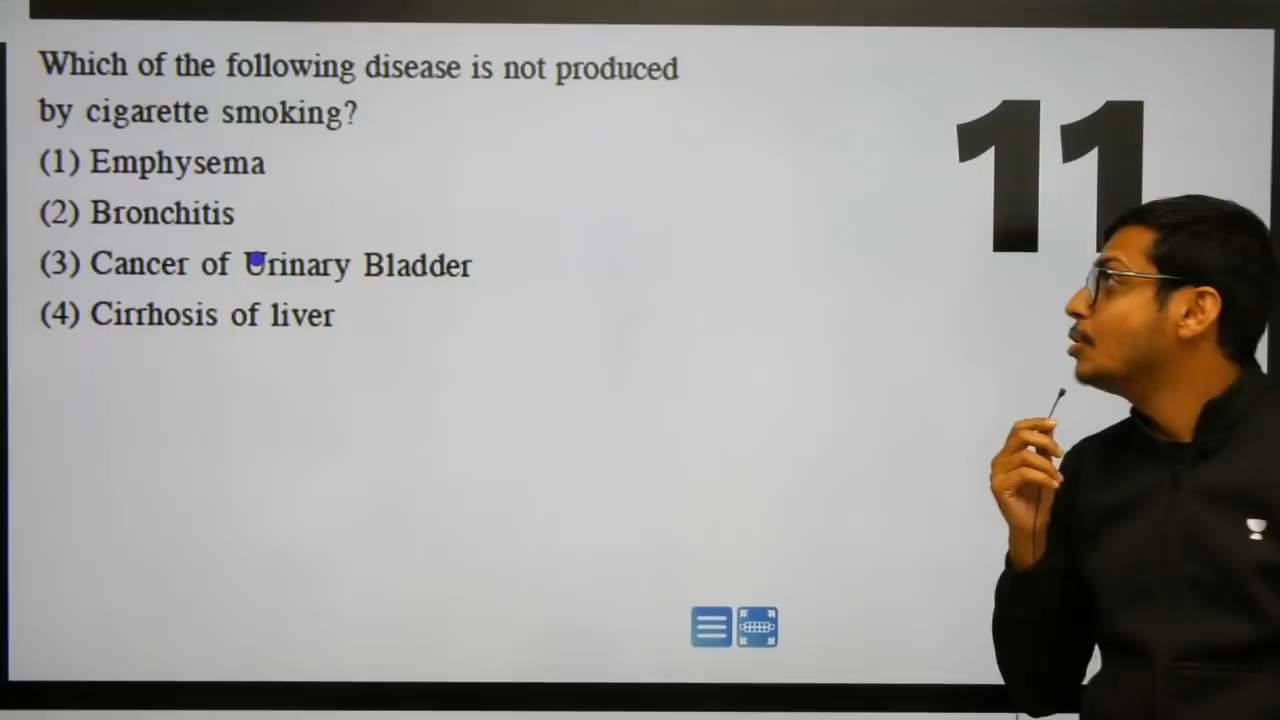 Which of the following disease is not produced
by cigarette smoking?
(1) Emphysema
(2) Bronchitis
(3) Cancer of Urinary Bladder
(4) Cirrhosis of liver
11